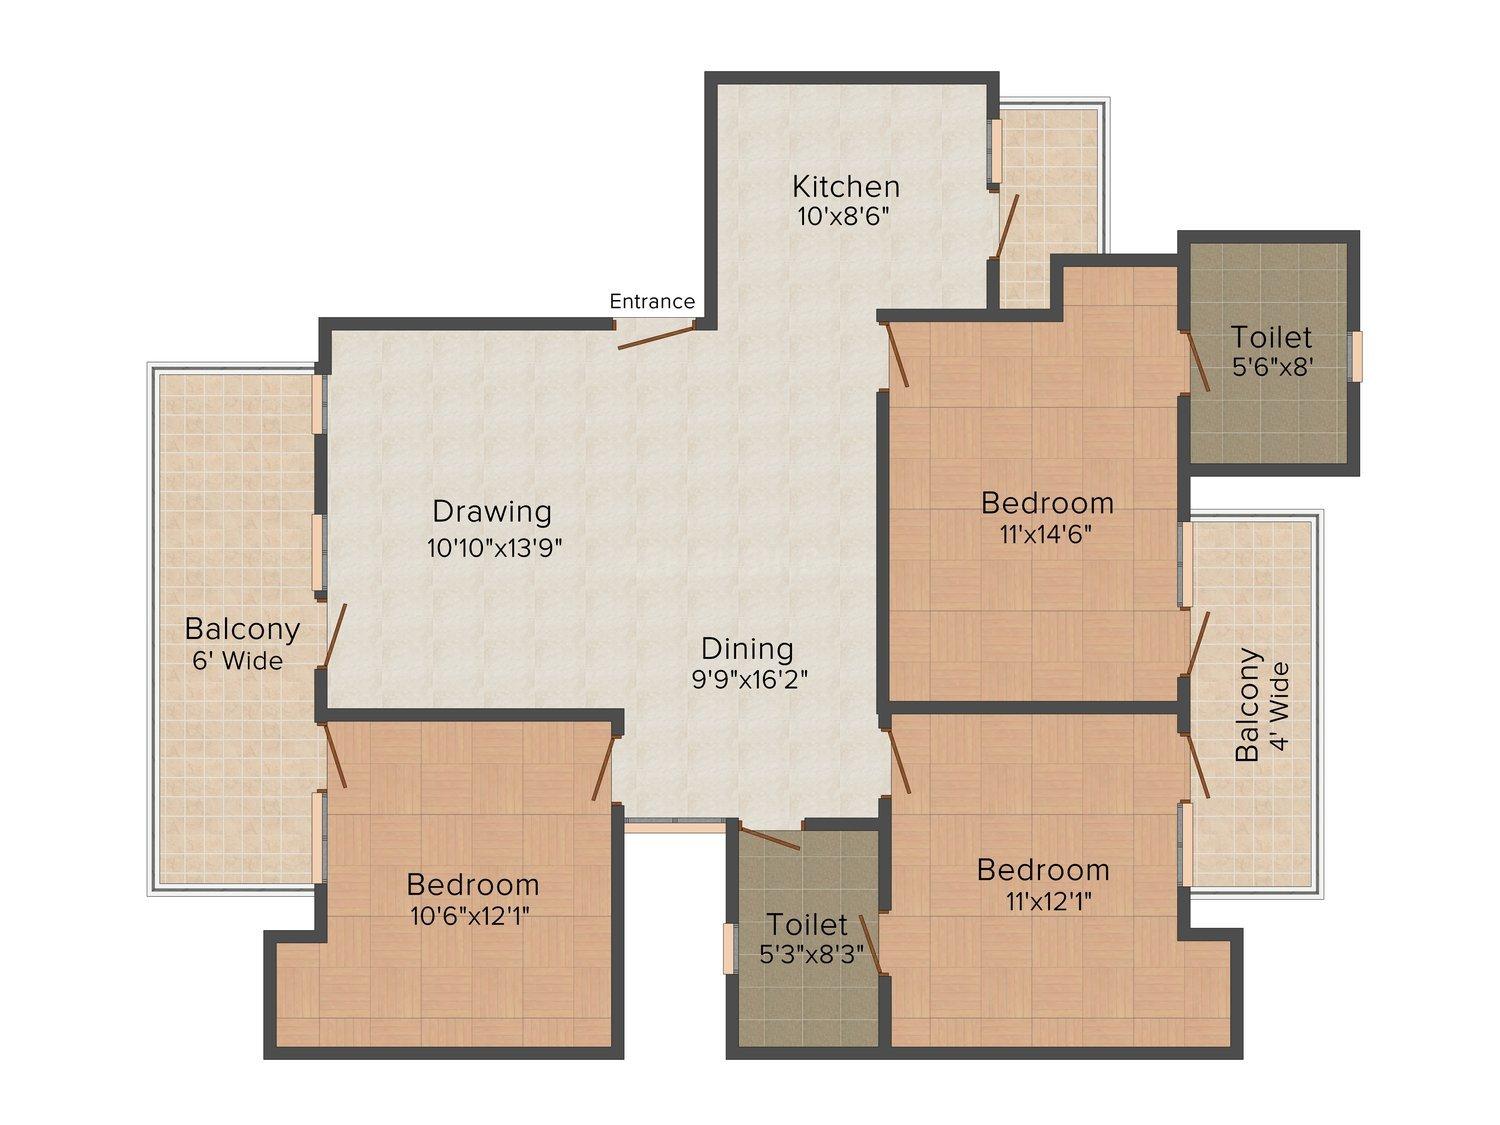 Kitchen
10'x8'6"
Entrance
Toilet
5'6"x8'
Drawing
10'10"x13'9"
Bedroom
11'x14'6"
Balcony
6' Wide
Dining
9'9"x16'2"
Balcony
4' Wide
Bedroom
10'6"x12'1"
Toilet
5'3"x8'3"
Bedroom
11'x12'1"